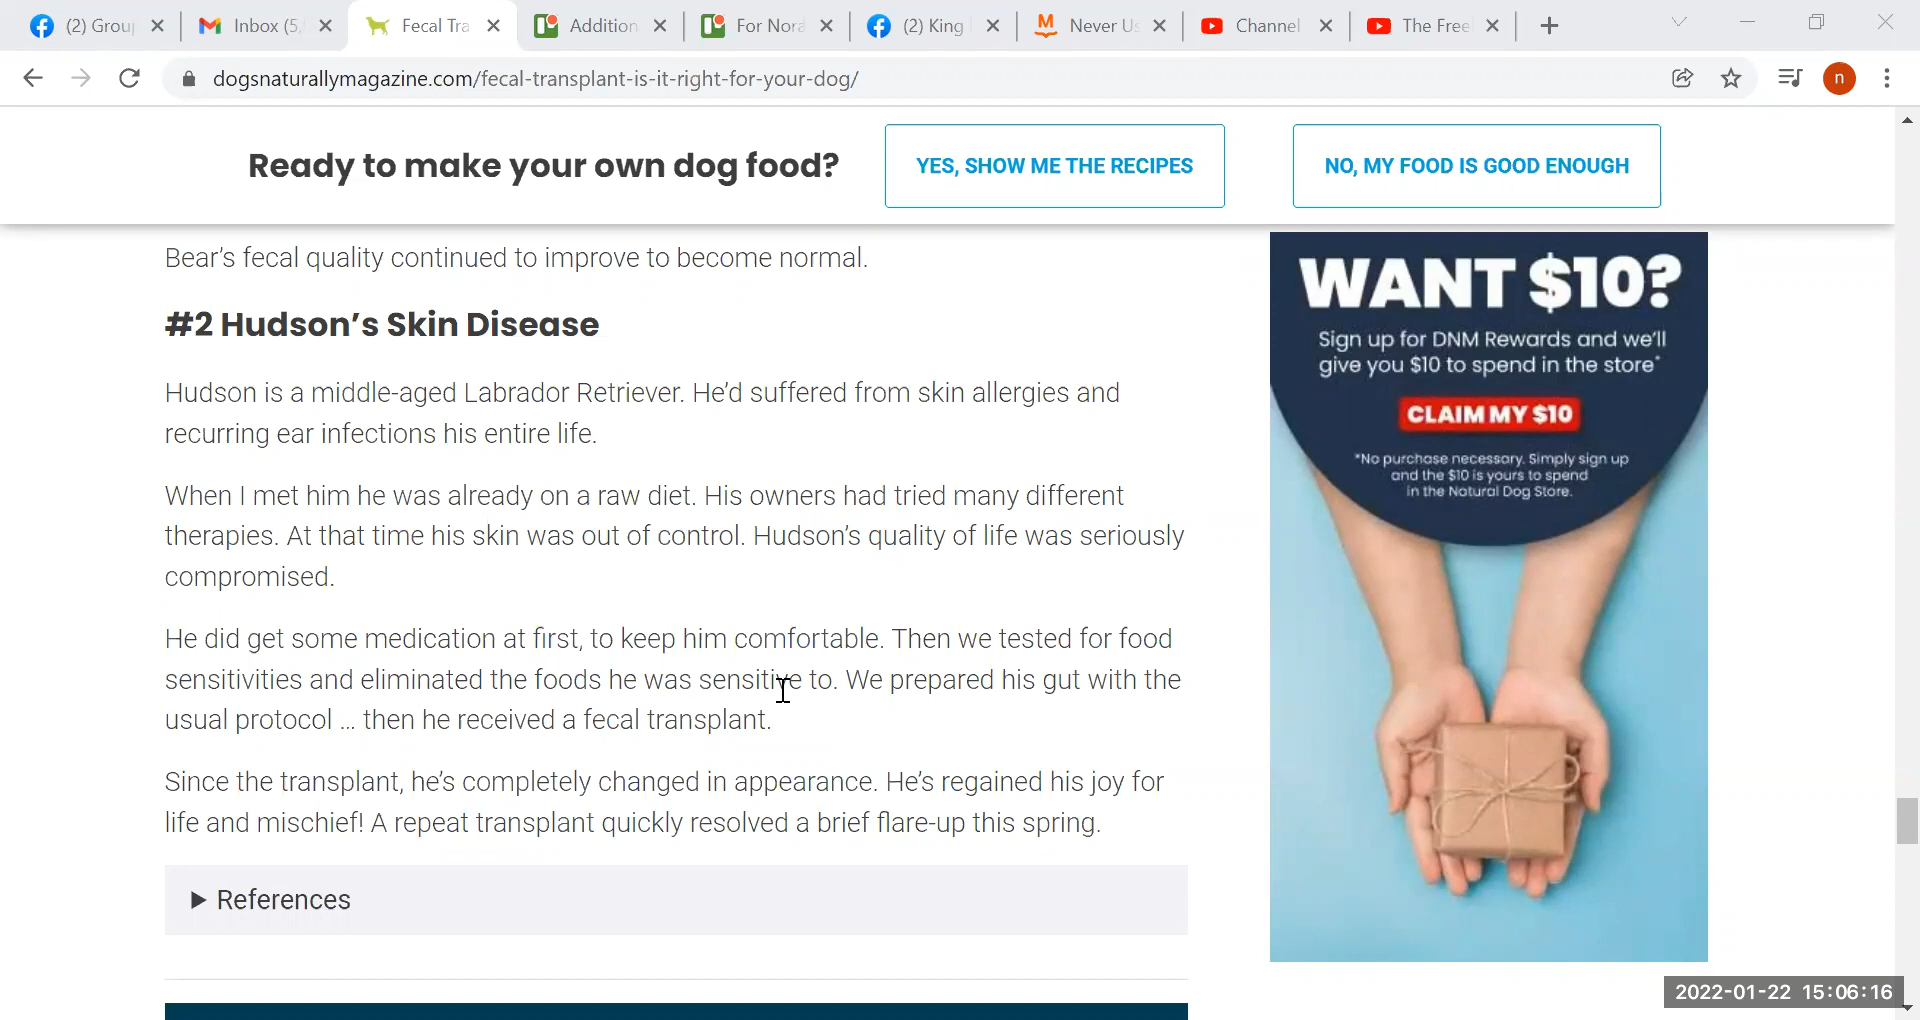 (2) Grou
Inbox (5,
Fecal Tra
Addition
For Nora
(2) King
Never Us
Channel
The Free
dogsnaturallymagazine.com/fecal-transplant-is-it-right-for-your-dog/
n
Ready to make your own dog food?
YES, SHOW ME THE RECIPES
NO, MY FOOD IS GOOD ENOUGH
Bear’s fecal quality continued to improve to become normal.
#2 Hudson’s Skin Disease
Hudson is a middle-aged Labrador Retriever. He’d suffered from skin allergies and
recurring ear infections his entire life.
When I met him he was already on a raw diet. His owners had tried many different
therapies. At that time his skin was out of control. Hudson’s quality of life was seriously
compromised.
He did get some medication at first, to keep him comfortable. Then we tested for food
sensitivities and eliminated the foods he was sensitive to. We prepared his gut with the
usual protocol … then he received a fecal transplant.
Since the transplant, he’s completely changed in appearance. He’s regained his joy for
life and mischief! A repeat transplant quickly resolved a brief flare-up this spring.
References
WANT $10?
Sign up for DNM Rewards and we’ll
give you $10 to spend in the store*
CLAIM MY $10
*No purchase necessary. Simply sign up
and the $10 is yours to spend
in the Natural Dog Store.
2022-01-22 15:06:16